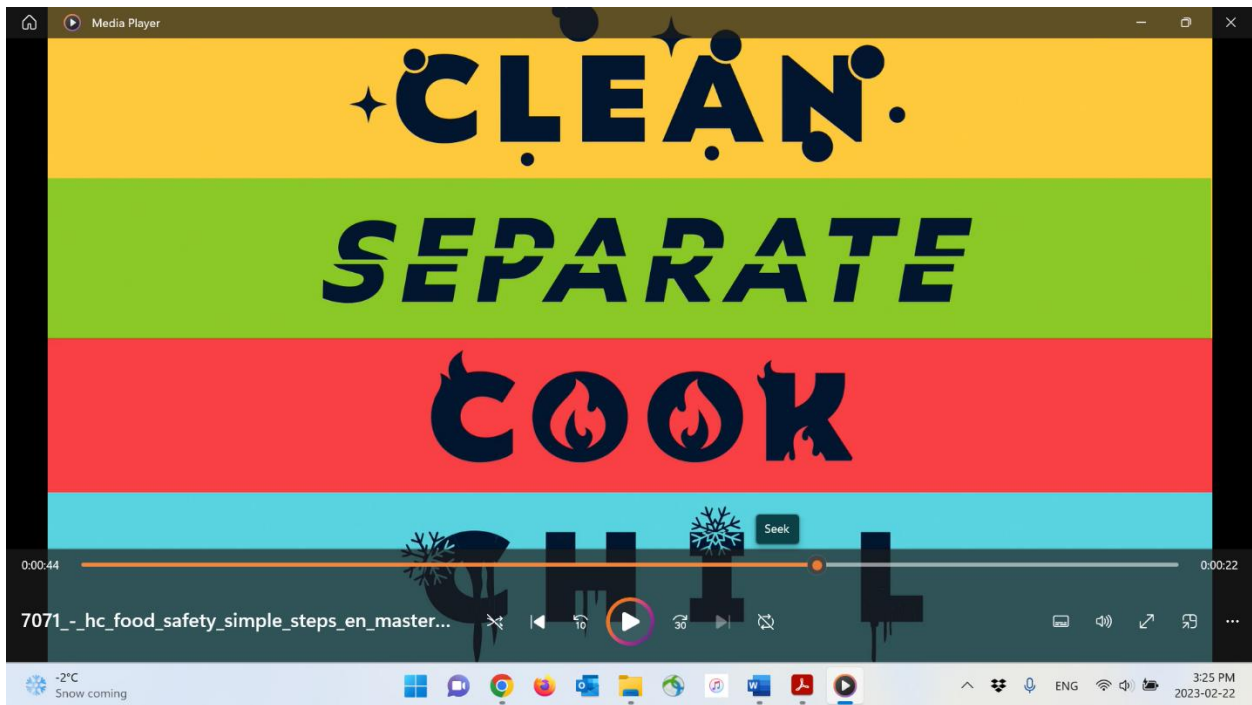 Media Player
CLEAN
SEPARATE
COOK
CHIL
Seek
0:00:44
0:00:22
7071_-_hc_food_safety_simple_steps_en_master...
10
30
-2°C
Snow coming
ENG
3:25 PM
2023-02-22